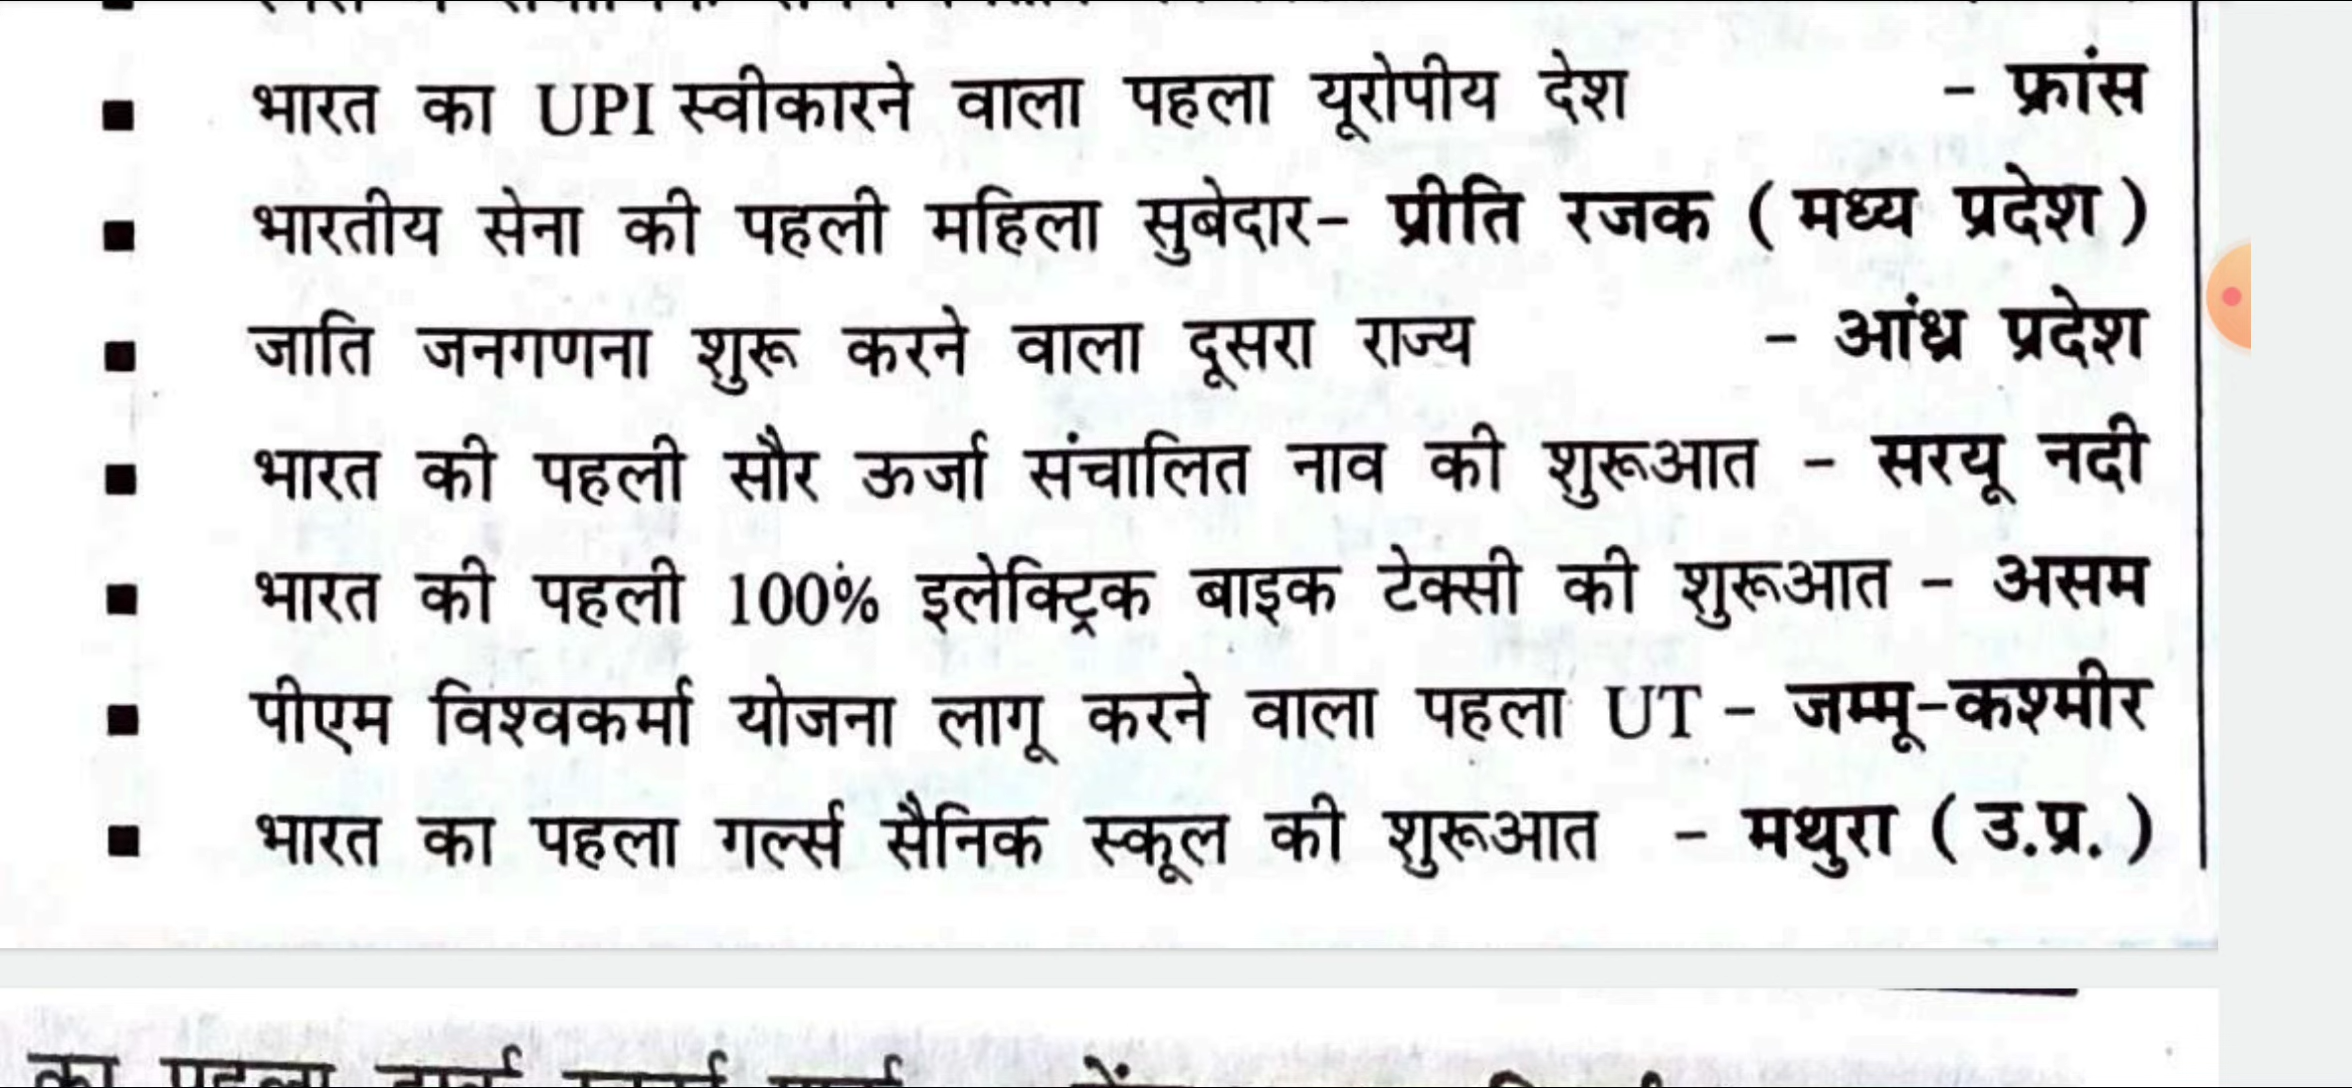 ■ भारत का UPI स्वीकारने वाला पहला यूरोपीय देश - फ्रांस
■ भारतीय सेना की पहली महिला सुबेदार- प्रीति रजक ( मध्य प्रदेश )
■ जाति जनगणना शुरू करने वाला दूसरा राज्य - आंध्र प्रदेश
■ भारत की पहली सौर ऊर्जा संचालित नाव की शुरूआत - सरयू नदी
■ भारत की पहली 100% इलेक्ट्रिक बाइक टेक्सी की शुरूआत - असम
■ पीएम विश्वकर्मा योजना लागू करने वाला पहला UT - जम्मू-कश्मीर
■ भारत का पहला गर्ल्स सैनिक स्कूल की शुरूआत - मथुरा ( उ.प्र. )
का पहला